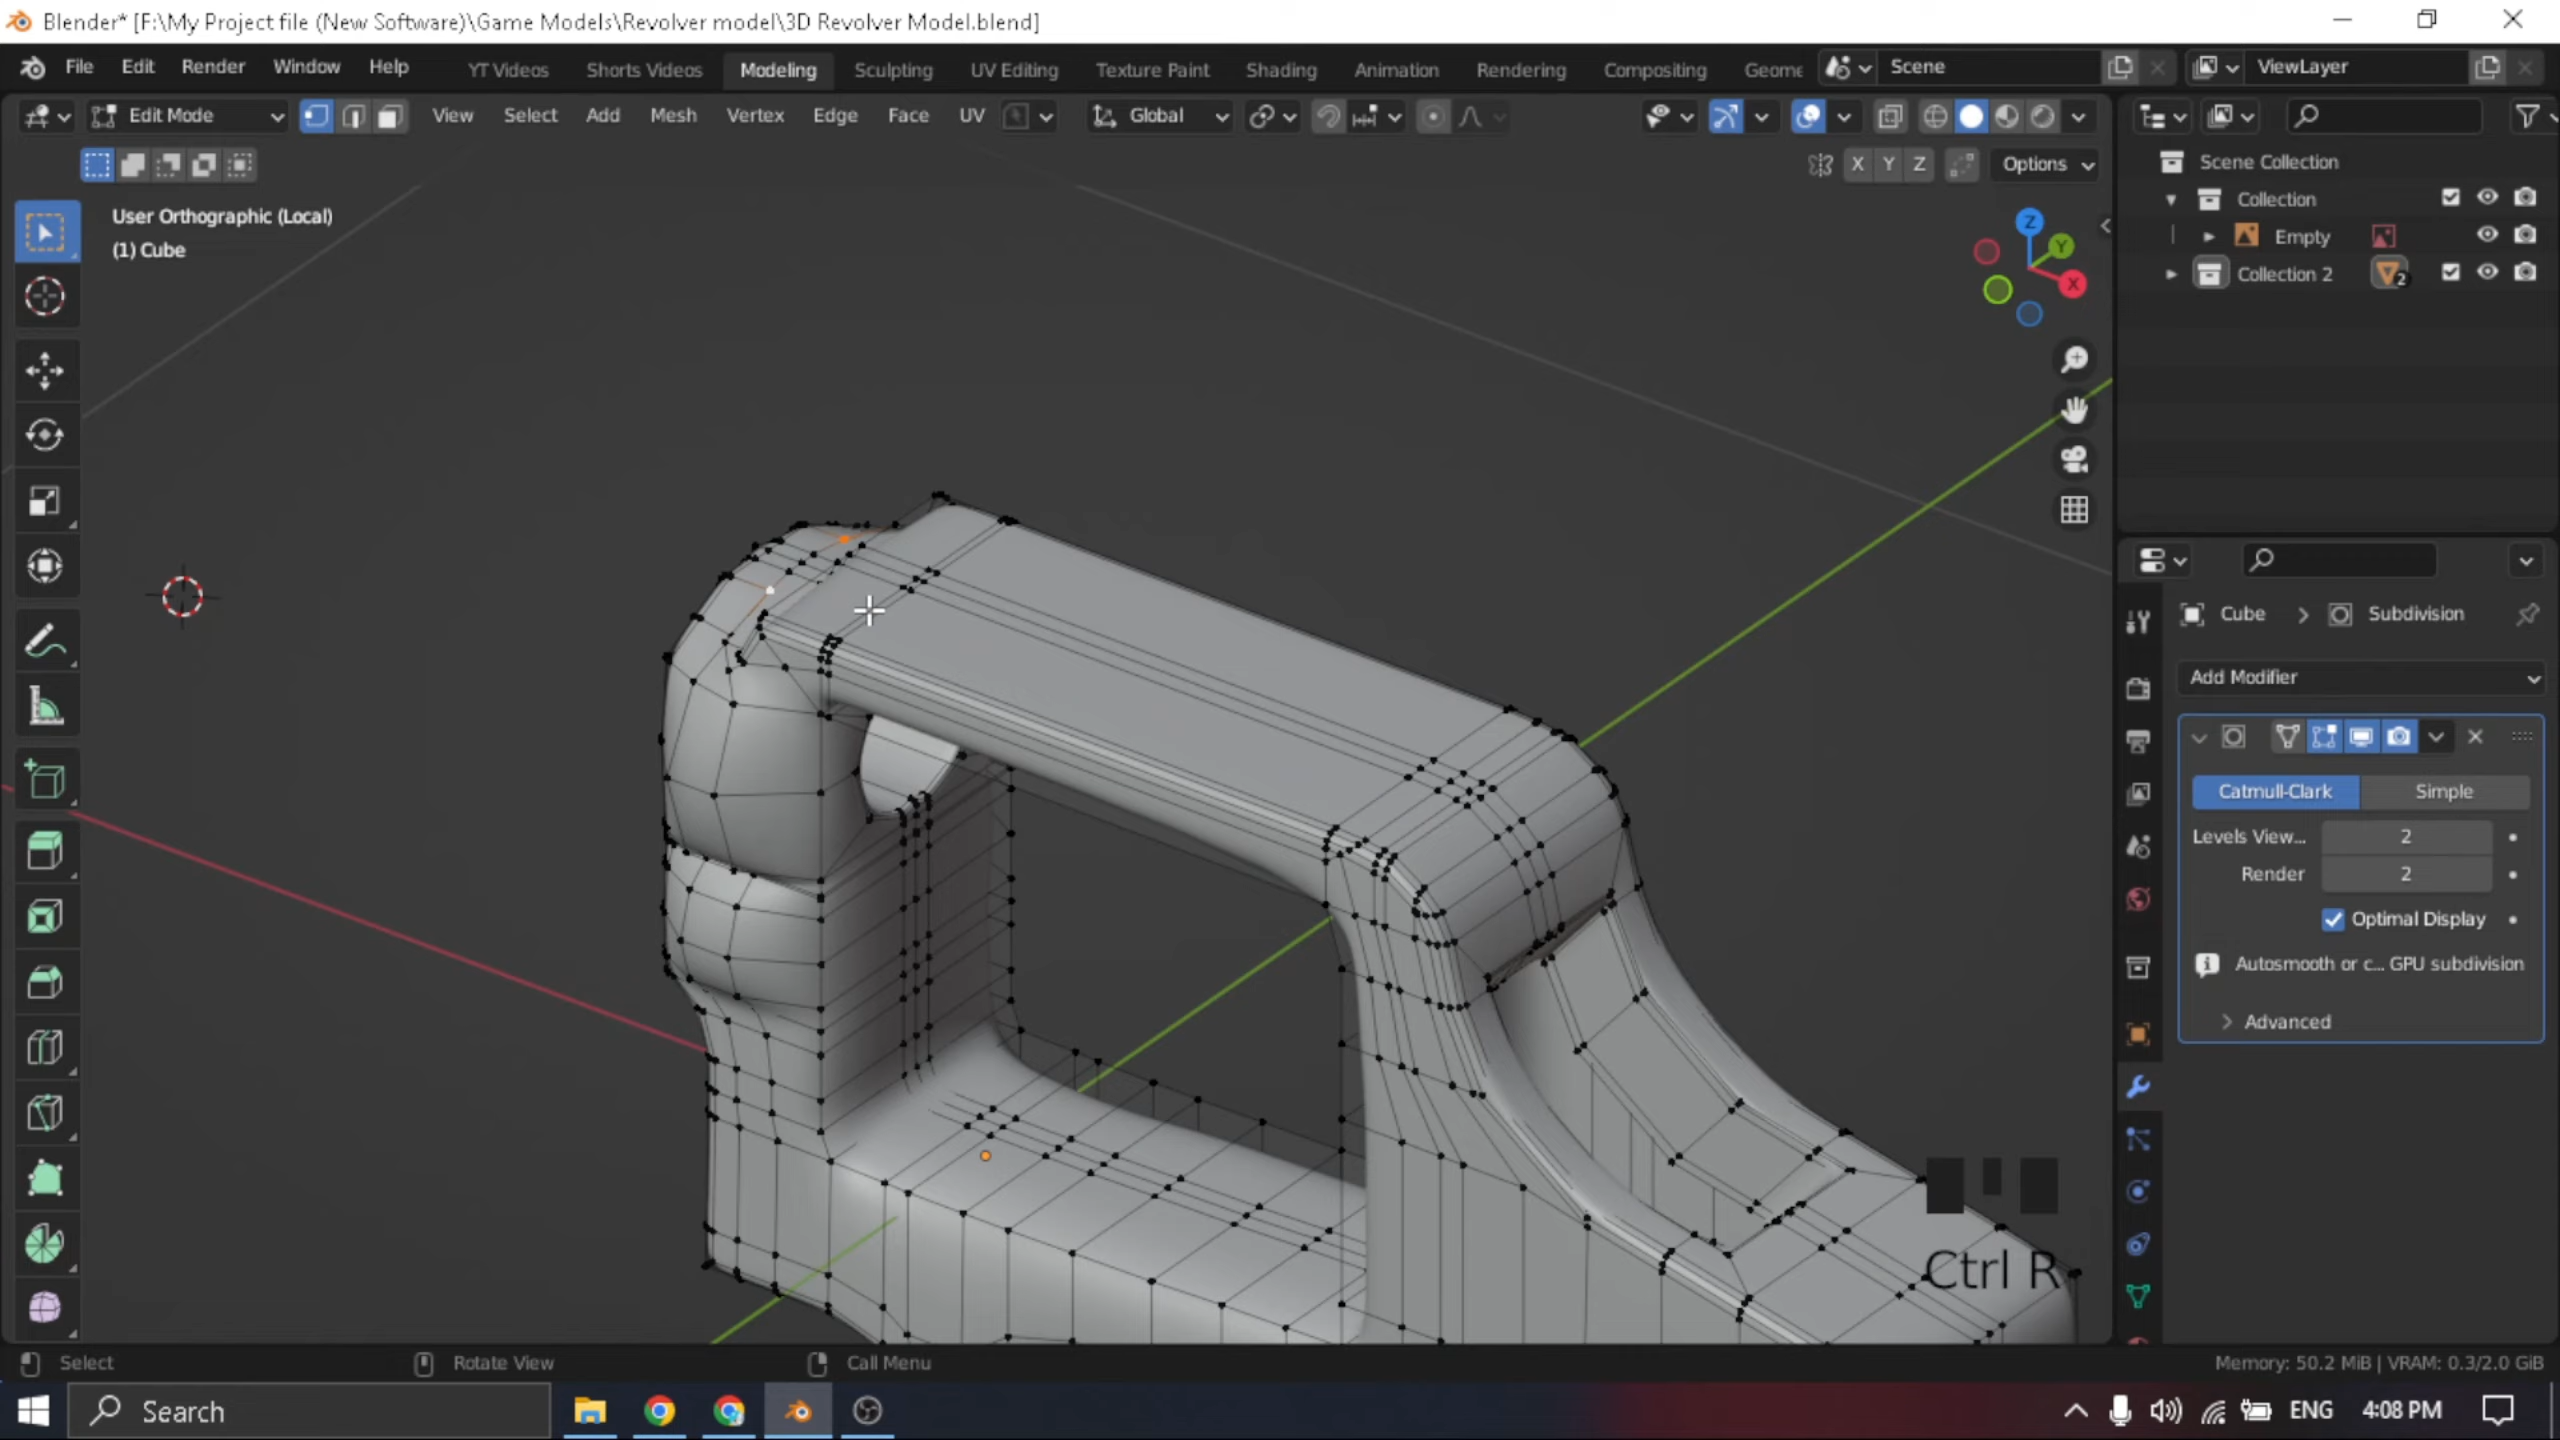 Blender* [F:\My Project file (New Software)\Game Models\Revolver model\3D Revolver Model.blend]
File Edit Render Window Help YT Videos Shorts Videos Modeling Sculpting UV Editing Texture Paint Shading Animation Rendering Compositing Geome Scene ViewLayer
Edit Mode View Select Add Mesh Vertex Edge Face UV Global
X Y Z Options
User Orthographic (Local)
(1) Cube
Z
Y
X
Scene Collection
Collection
Empty
Collection 2 2
Cube > Subdivision
Add Modifier
Catmull-Clark Simple
Levels View... 2
Render 2
Optimal Display
Autosmooth or c... GPU subdivision
Advanced
Ctrl R
Select Rotate View Call Menu Memory: 50.2 MiB | VRAM: 0.3/2.0 GiB
Search ENG 4:08 PM